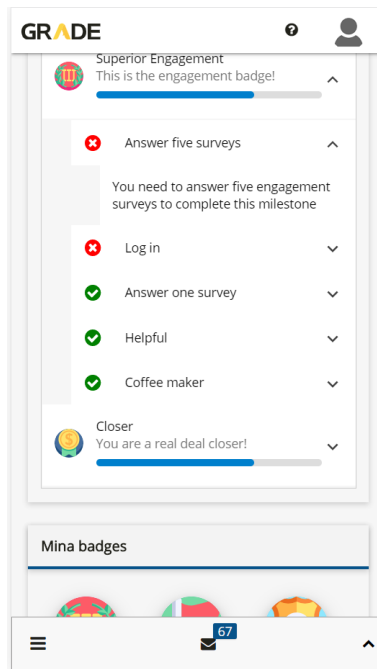 GRADE
Superior Engagement
This is the engagement badge!
Answer five surveys
You need to answer five engagement
surveys to complete this milestone
Log in
Answer one survey
Helpful
Coffee maker
Closer
You are a real deal closer!
Mina badges
67